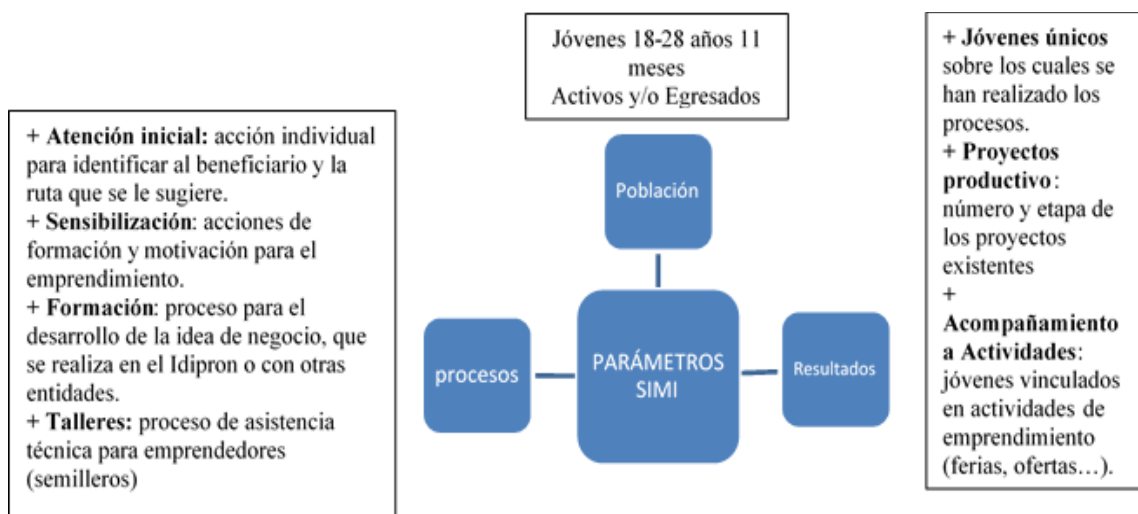 Jóvenes 18-28 años 11
meses
Activos y/o Egresados
+ Atención inicial: acción individual
para identificar al beneficiario y la
ruta que se le sugiere.
+ Sensibilización: acciones de
formación y motivación para el
emprendimiento.
+ Formación: proceso para el
desarrollo de la idea de negocio, que
se realiza en el Idipron o con otras
entidades.
+ Talleres: proceso de asistencia
técnica para emprendedores
(semilleros)
Población
procesos
PARÁMETROS
SIMI
Resultados
+ Jóvenes únicos
sobre los cuales se
han realizado los
procesos.
+ Proyectos
productivo:
número y etapa de
los proyectos
existentes
+
Acompañamiento
a Actividades:
jóvenes vinculados
en actividades de
emprendimiento
(ferias, ofertas…).